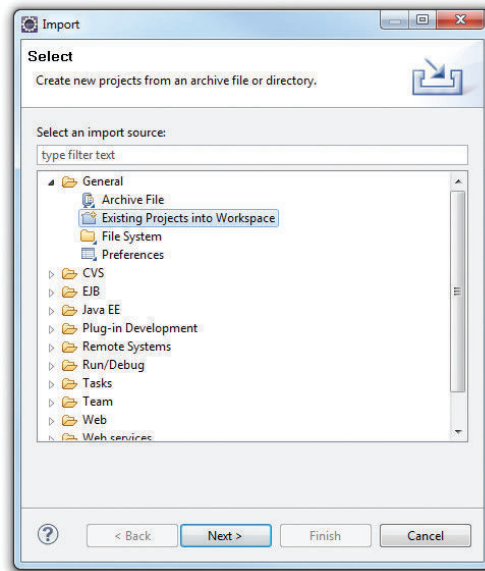 Import
Select
Create new projects from an archive file or directory.
Select an import source:
type filter text
General
Archive File
Existing Projects into Workspace
File System
Preferences
CVS
EJB
Java EE
Plug-in Development
Remote Systems
Run/Debug
Tasks
Team
Web
Web services
?
< Back Next > Finish Cancel